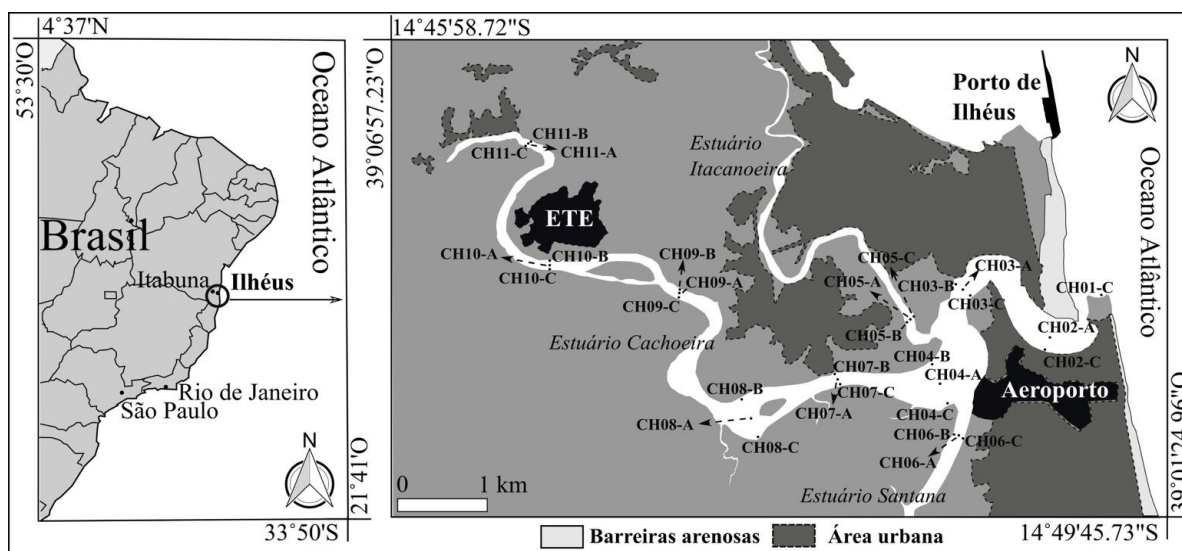 4°37'N
53°30'O
Oceano Atlântico
Brasil
Itabuna
Ilhéus
Rio de Janeiro
São Paulo
N
21°41'O
33°50'S
14°45'58.72"S
39°06'57.23"O
Porto de
Ilhéus
N
Estuário
Itacanoeira
Oceano Atlântico
CH11-B
CH11-C
CH11-A
ETE
CH10-A
CH10-B
CH10-C
CH09-B
CH09-A
CH09-C
CH05-C
CH05-A
CH05-B
CH03-A
CH03-B
CH03-C
CH01-C
CH02-A
CH02-C
Estuário Cachoeira
CH04-B
CH04-A
CH04-C
CH07-B
CH07-C
CH07-A
Aeroporto
CH08-B
CH08-A
CH08-C
CH06-B
CH06-C
CH06-A
Estuário Santana
0 1 km
39°01'24.96"O
14°49'45.73"S
Barreiras arenosas
Área urbana